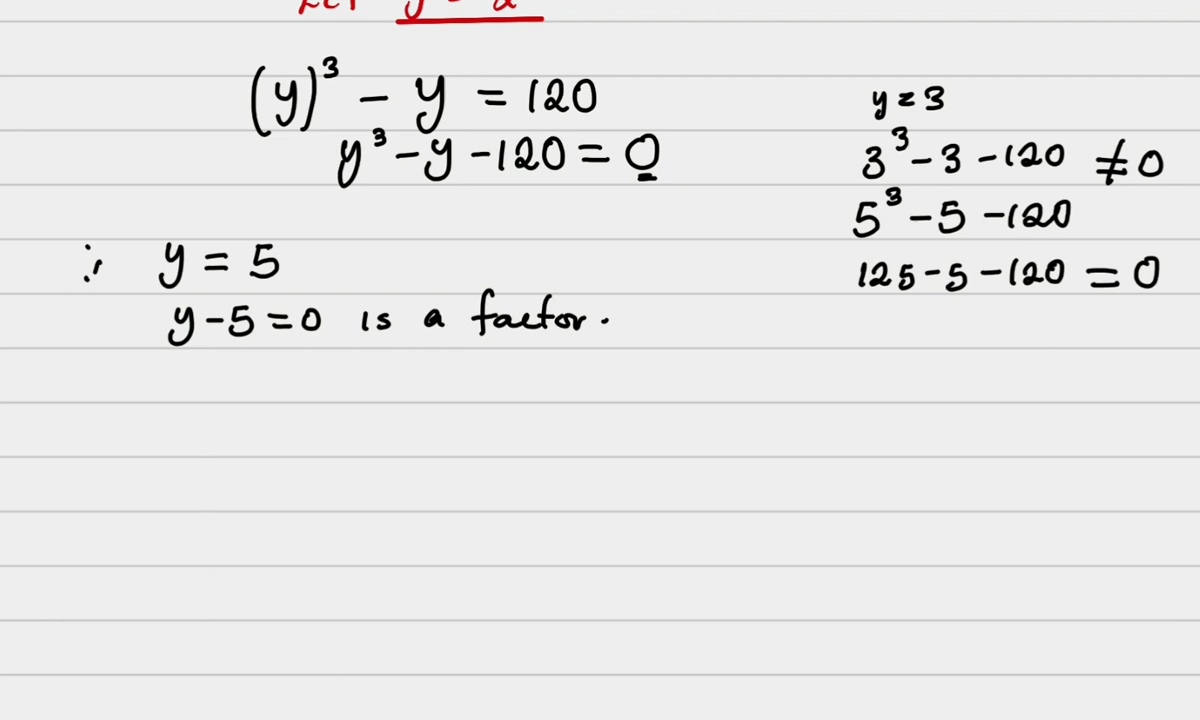 (y)³ - y = 120
y³ - y - 120 = 0
∴ y = 5
y - 5 = 0 is a factor.
y = 3
3³ - 3 - 120 ≠ 0
5³ - 5 - 120
125 - 5 - 120 = 0